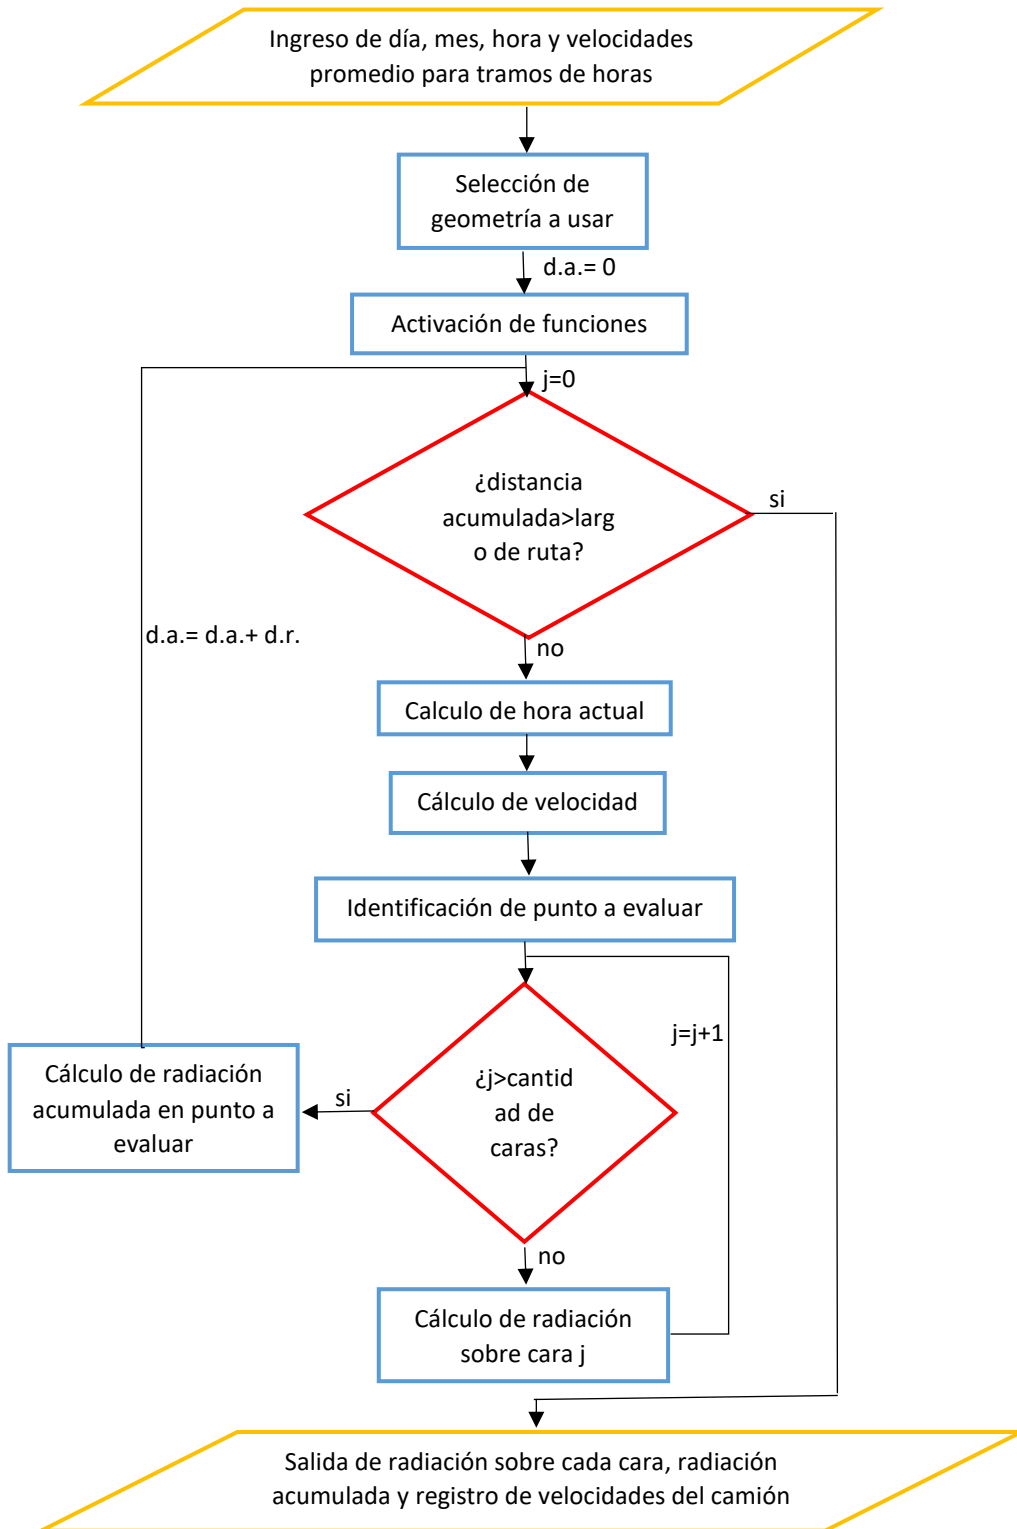 Ingreso de día, mes, hora y velocidades
promedio para tramos de horas
Selección de
geometría a usar
d.a.= 0
Activación de funciones
j=0
¿distancia
acumulada>larg
o de ruta?
si
d.a.= d.a.+ d.r.
no
Calculo de hora actual
Cálculo de velocidad
Identificación de punto a evaluar
j=j+1
¿j>cantid
ad de
caras?
si
Cálculo de radiación
acumulada en punto a
evaluar
no
Cálculo de radiación
sobre cara j
Salida de radiación sobre cada cara, radiación
acumulada y registro de velocidades del camión